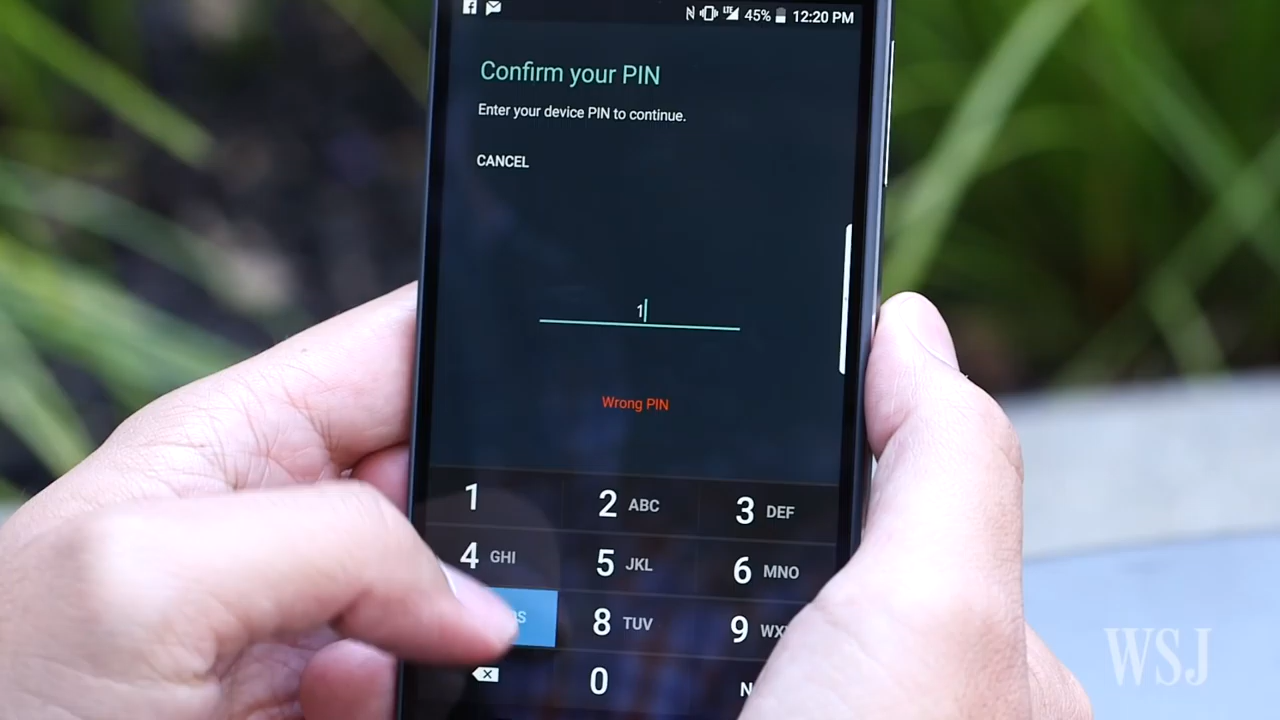 LTE 45% 12:20 PM
Confirm your PIN
Enter your device PIN to continue.
CANCEL
1
Wrong PIN
1 2 ABC 3 DEF
4 GHI 5 JKL 6 MNO
8 TUV 9
0
WSJ